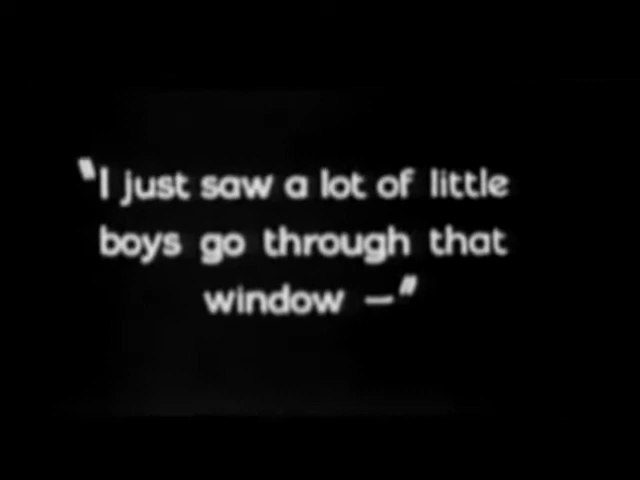 "I just saw a lot of little
boys go through that
window —"